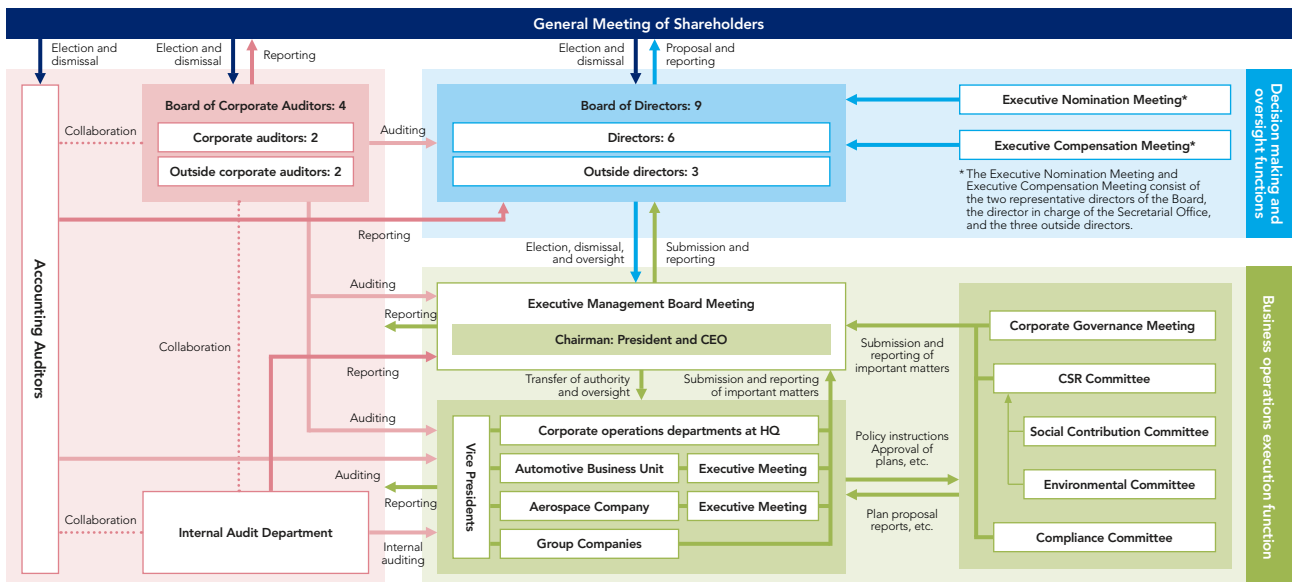 General Meeting of Shareholders
Election and
dismissal
Election and
dismissal
Reporting
Election and
dismissal
Proposal and
reporting
Board of Corporate Auditors: 4
Corporate auditors: 2
Outside corporate auditors: 2
Collaboration
Auditing
Board of Directors: 9
Directors: 6
Outside directors: 3
Executive Nomination Meeting*
Executive Compensation Meeting*
* The Executive Nomination Meeting and
Executive Compensation Meeting consist of
the two representative directors of the Board,
the director in charge of the Secretarial Office,
and the three outside directors.
Decision making and
oversight functions
Reporting
Election, dismissal,
and oversight
Submission and
reporting
Accounting Auditors
Auditing
Reporting
Collaboration
Reporting
Executive Management Board Meeting
Chairman: President and CEO
Transfer of authority
and oversight
Submission and reporting
of important matters
Submission and
reporting of
important matters
Corporate Governance Meeting
CSR Committee
Social Contribution Committee
Environmental Committee
Compliance Committee
Business operations execution function
Auditing
Auditing
Reporting
Vice Presidents
Corporate operations departments at HQ
Automotive Business Unit
Executive Meeting
Aerospace Company
Executive Meeting
Group Companies
Policy instructions
Approval of
plans, etc.
Plan proposal
reports, etc.
Collaboration
Internal Audit Department
Internal
auditing